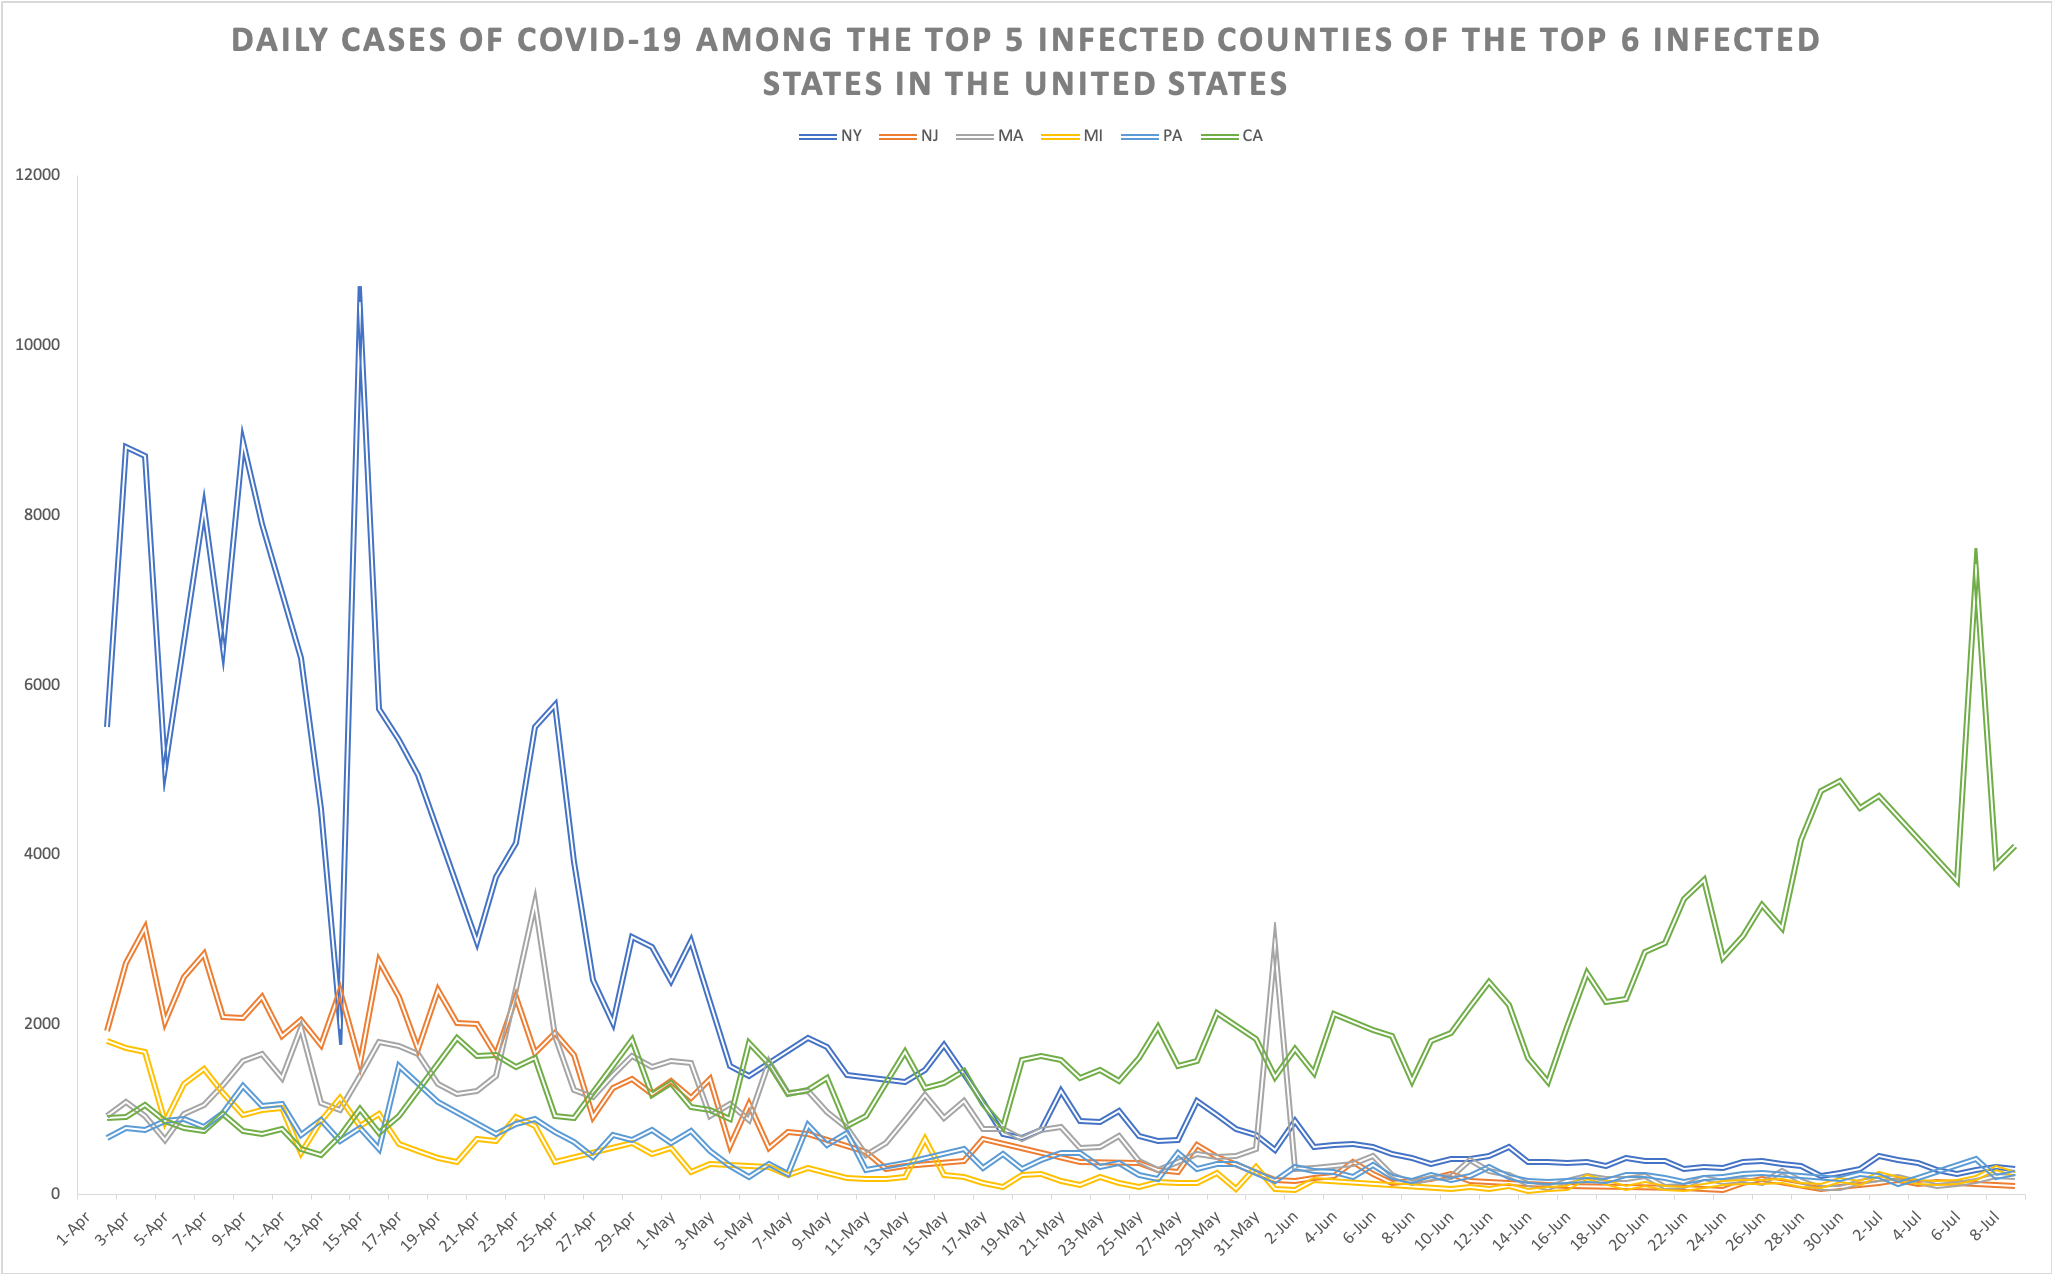 DAILY CASES OF COVID-19 AMONG THE TOP 5 INFECTED COUNTIES OF THE TOP 6 INFECTED
STATES IN THE UNITED STATES
NY NJ MA MI PA CA
12000
10000
8000
6000
4000
2000
0
1-Apr 3-Apr 5-Apr 7-Apr 9-Apr 11-Apr 13-Apr 15-Apr 17-Apr 19-Apr 21-Apr 23-Apr 25-Apr 27-Apr 29-Apr 1-May 3-May 5-May 7-May 9-May 11-May 13-May 15-May 17-May 19-May 21-May 23-May 25-May 27-May 29-May 31-May 2-Jun 4-Jun 6-Jun 8-Jun 10-Jun 12-Jun 14-Jun 16-Jun 18-Jun 20-Jun 22-Jun 24-Jun 26-Jun 28-Jun 30-Jun 2-Jul 4-Jul 6-Jul 8-Jul